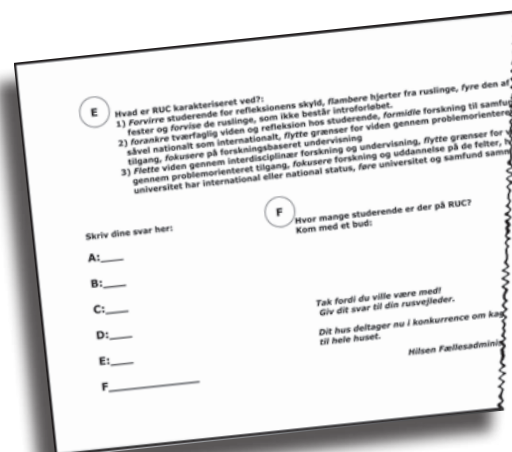 E
Hvad er RUC karakteriseret ved?:
1) Forvirre studerende for refleksionens skyld, flambere hjerter fra ruslinge, fyre den af
fester og forvise de ruslinge, som ikke består introforløbet.
2) forankre tværfaglig viden og refleksion hos studerende, formidle forskning til
såvel nationalt som internationalt, flytte grænser for viden gennem
tilgang, fokusere på forskningsbaseret undervisning
3) Flette viden gennem interdisciplinær forskning og undervisning, flytte grænser for
gennem problemorienteret tilgang, fokusere forskning og uddannelse på de felter,
universitet har international eller national status, føre universitet og samfund
F
Hvor mange studerende er der på RUC?
Kom med et bud:
Skriv dine svar her:
A:____
B:____
C:____
D:____
E:____
F________________
Tak fordi du ville være med!
Giv dit svar til din rusvejleder.
Dit hus deltager nu i konkurrence om
til hele huset.
Hilsen